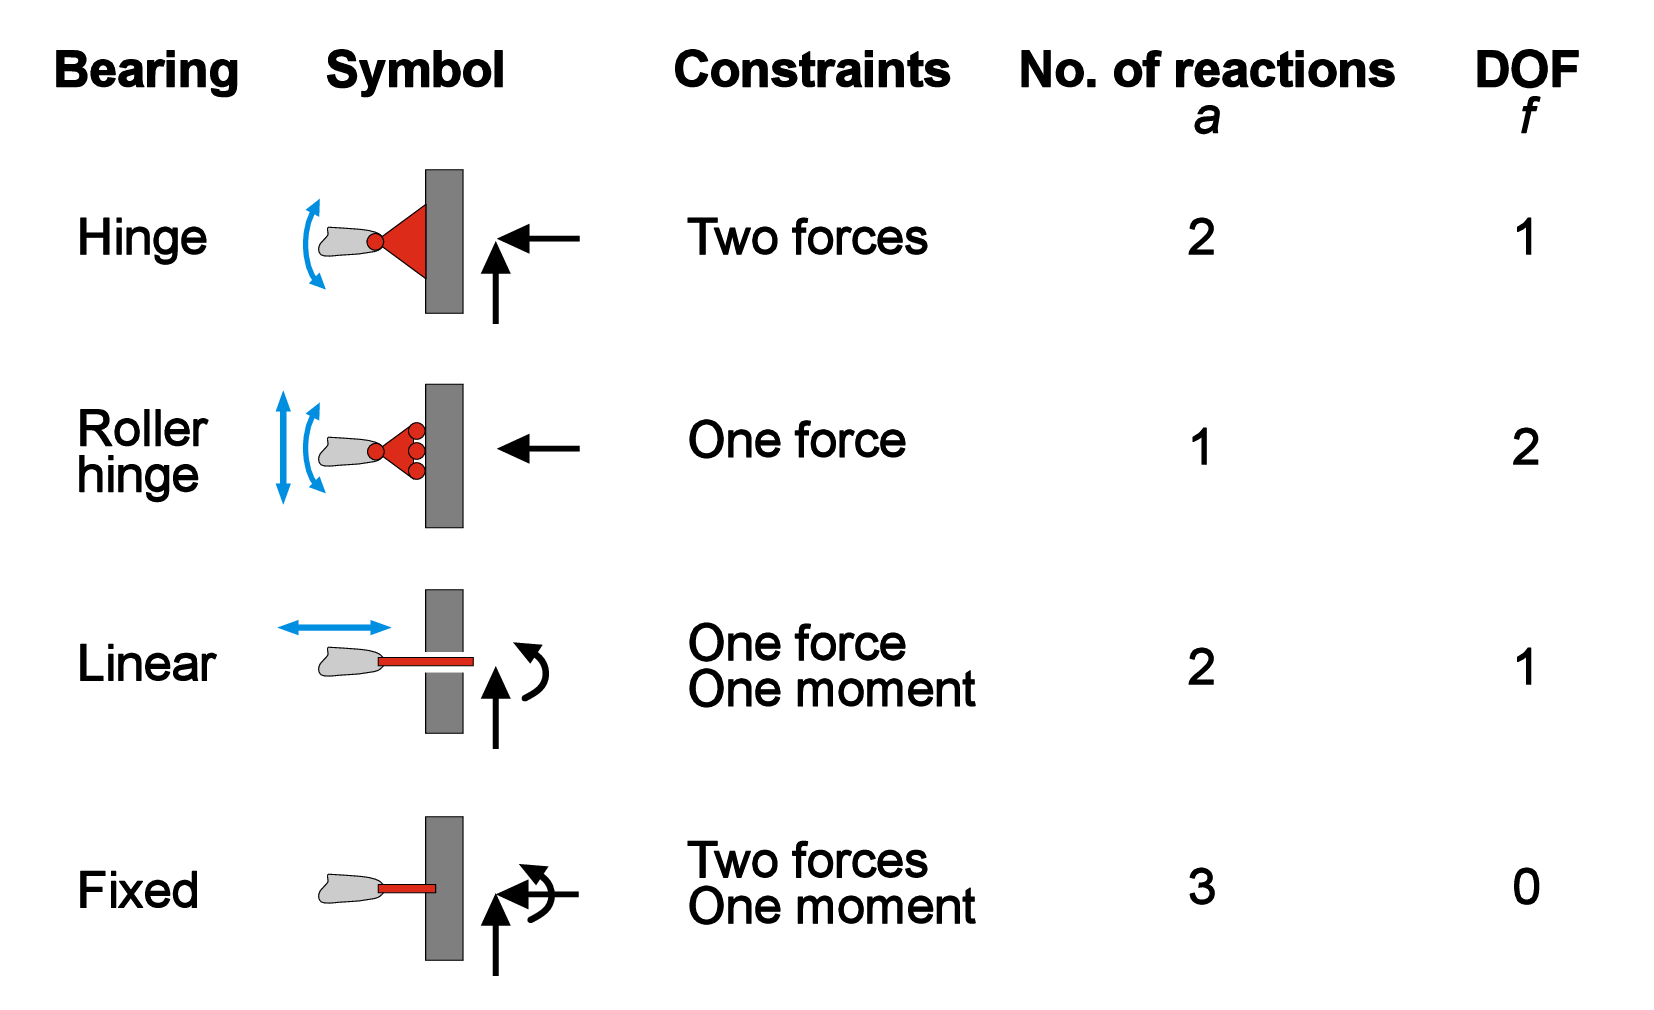 Bearing Symbol Constraints No. of reactions DOF
a f
Hinge Two forces 2 1
Roller
hinge One force 1 2
Linear One force
One moment 2 1
Fixed Two forces
One moment 3 0